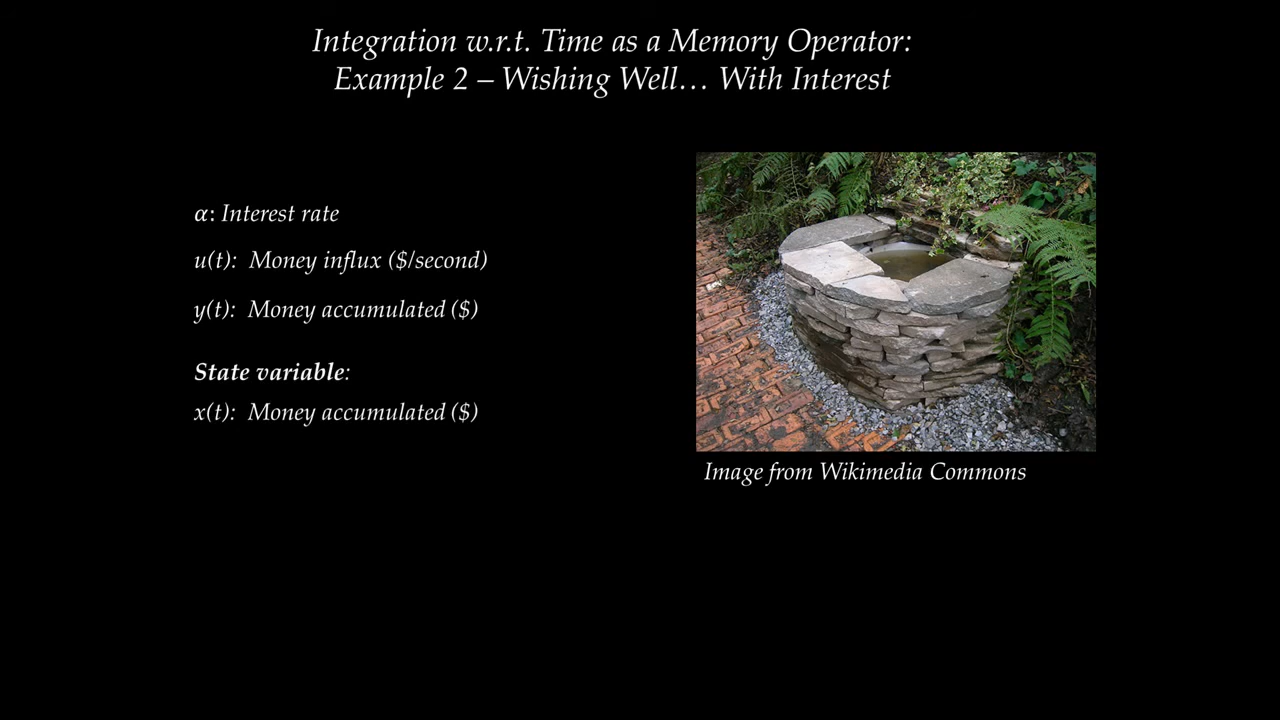 Integration w.r.t. Time as a Memory Operator:
Example 2 – Wishing Well… With Interest
α: Interest rate
u(t): Money influx ($/second)
y(t): Money accumulated ($)
State variable:
x(t): Money accumulated ($)
Image from Wikimedia Commons